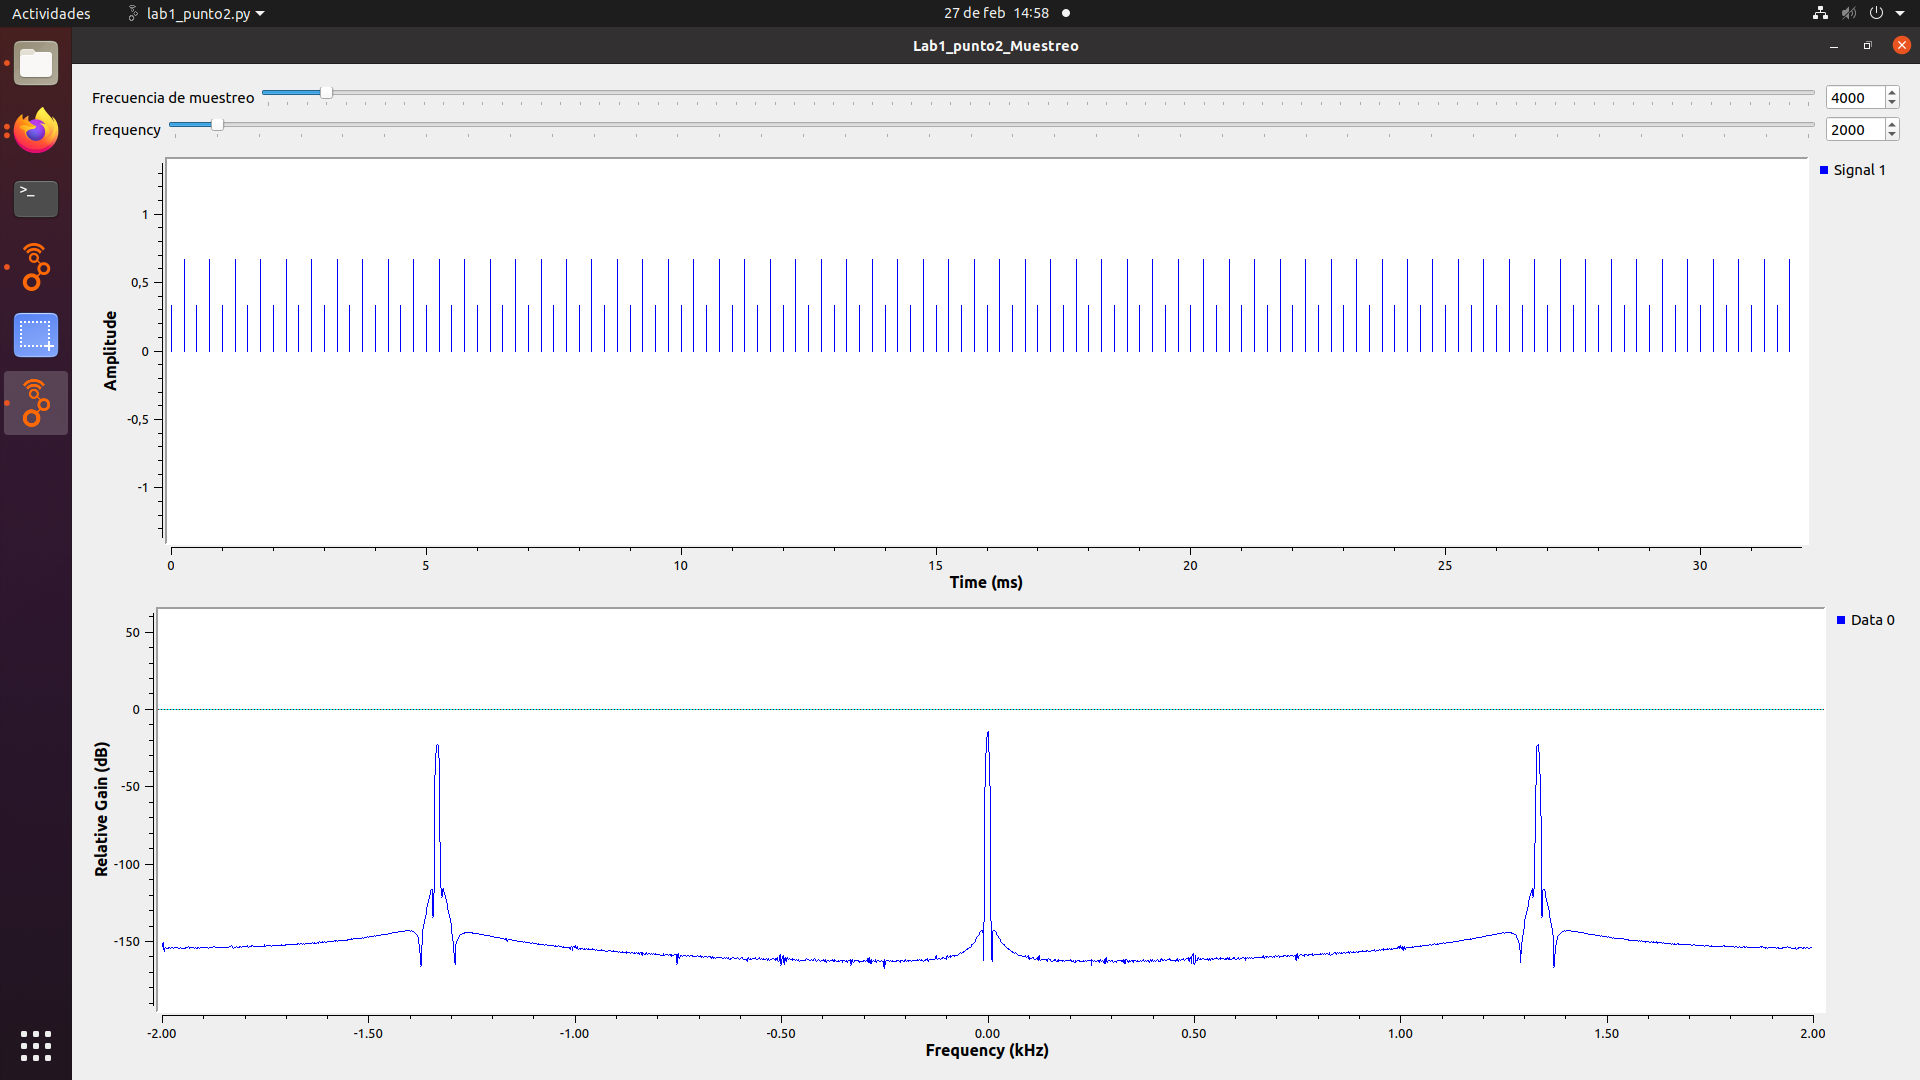 Actividades lab1_punto2.py 27 de feb 14:58
Lab1_punto2_Muestreo
Frecuencia de muestreo 4000
frequency 2000
Signal 1
1
0,5
0
-0,5
-1
Amplitude
0 5 10 15 20 25 30
Time (ms)
Data 0
50
0
-50
-100
-150
Relative Gain (dB)
-2.00 -1.50 -1.00 -0.50 0.00 0.50 1.00 1.50 2.00
Frequency (kHz)